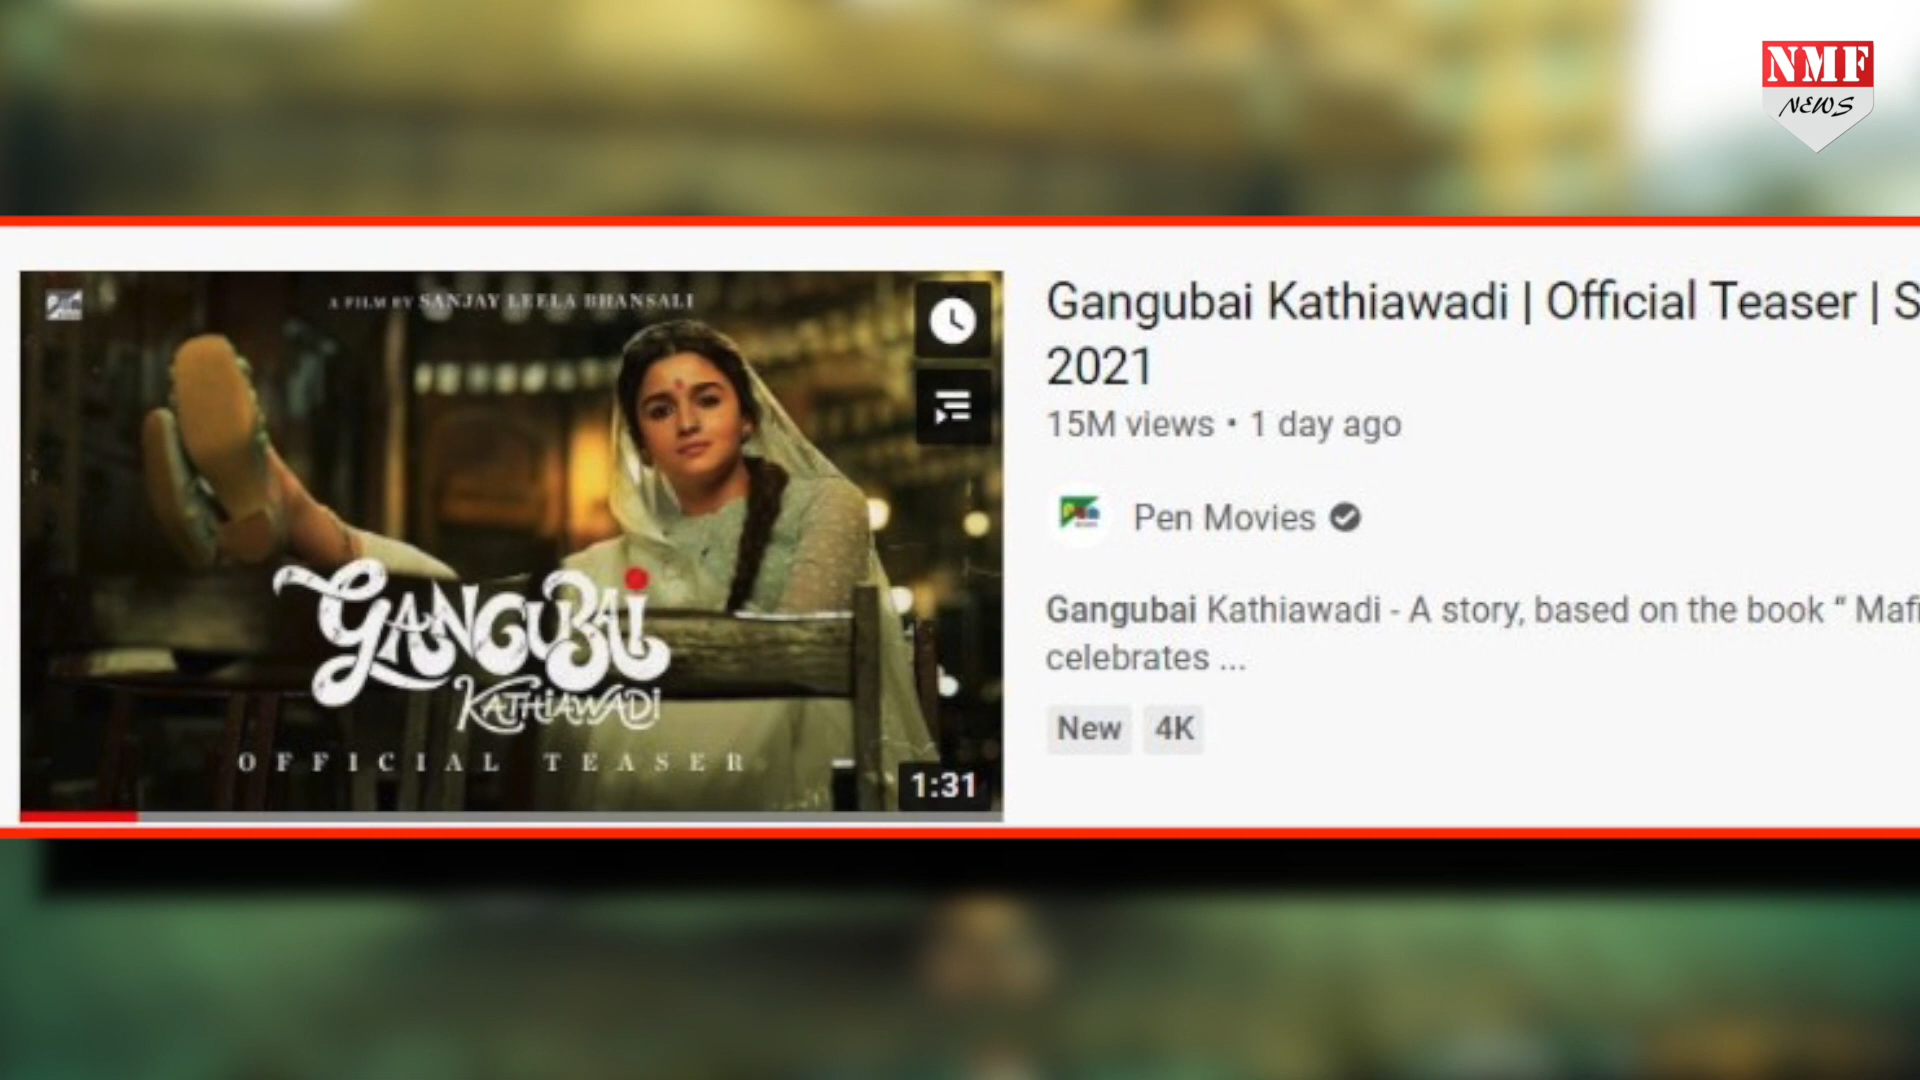 NMF
NEWS
A FILM BY SANJAY LEELA BHANSALI
GANGUBAI
KATHIAWADI
OFFICIAL TEASER
1:31
Gangubai Kathiawadi | Official Teaser | S
2021
15M views • 1 day ago
Pen Movies
Gangubai Kathiawadi - A story, based on the book “ Mafi
celebrates ...
New 4K